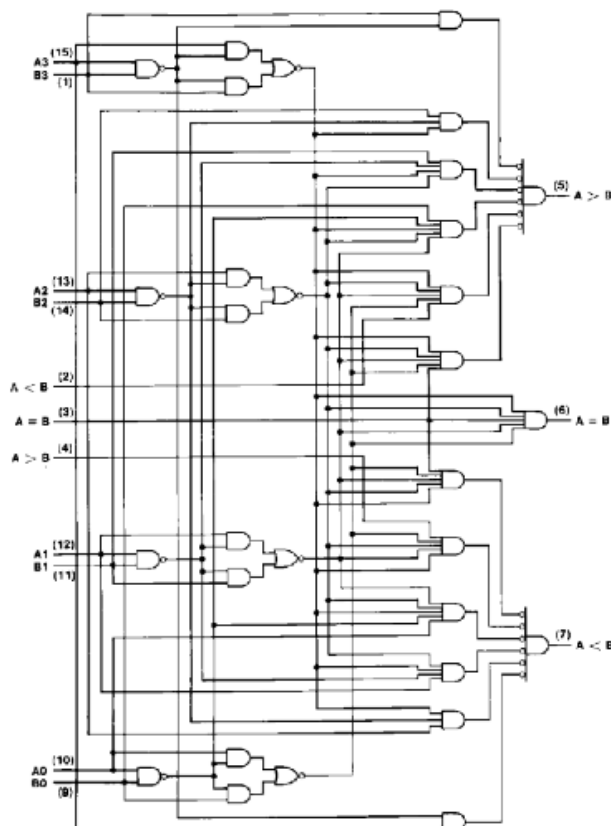 (15)
A3
B3
(1)
(5)
A > B
(13)
A2
B2
(14)
(2)
A < B
(3)
A = B
(6)
A = B
(4)
A > B
(12)
A1
B1
(11)
(7)
A < B
(10)
A0
B0
(9)